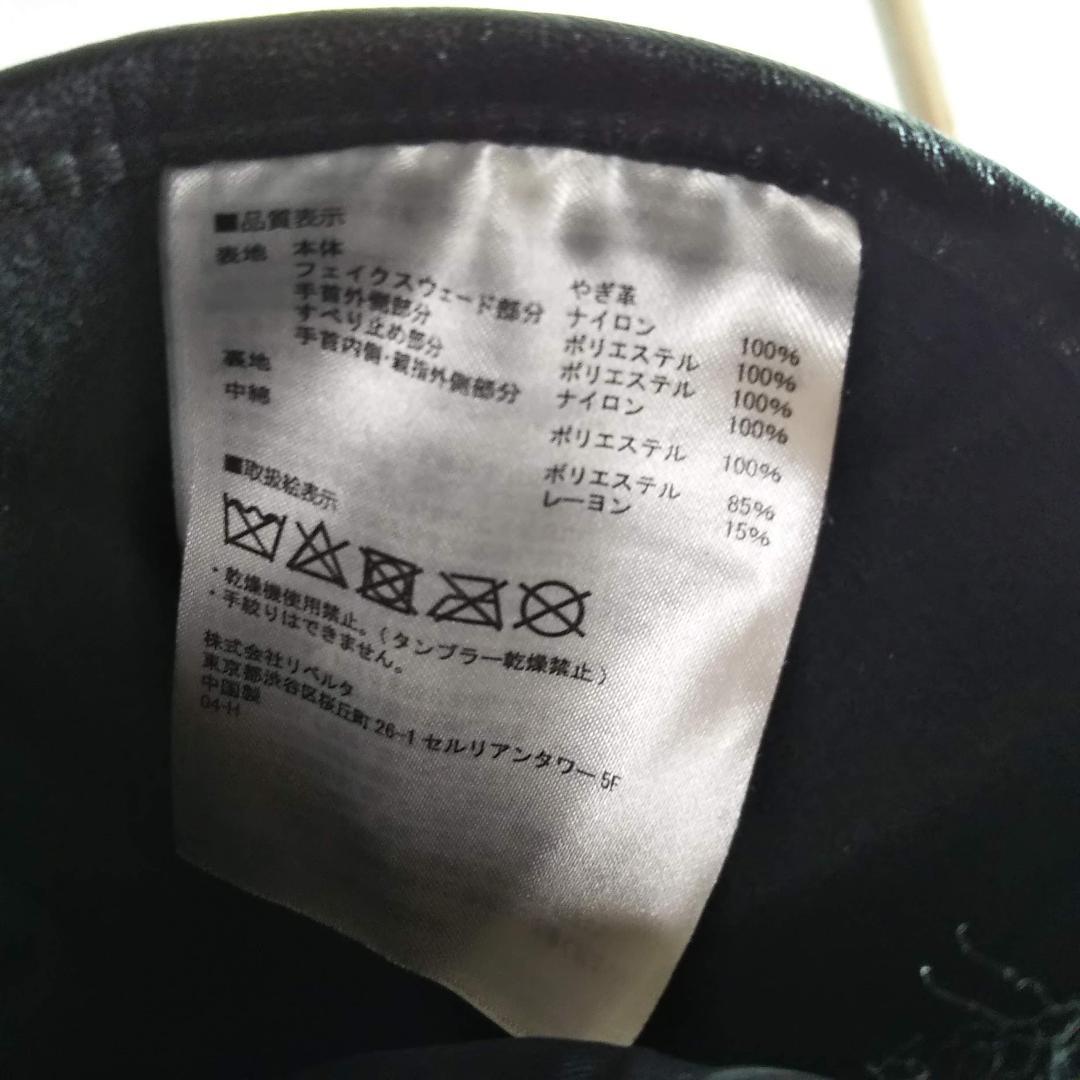 ■品質表示
表地 本体 やぎ革
フェイクスウェード部分 ナイロン 100%
手首外側部分 ポリエステル 100%
すべり止め部分 ポリエステル 100%
手首内側・親指外側部分 ナイロン 100%
裏地 ポリエステル 100%
中綿 ポリエステル 85%
レーヨン 15%
■取扱絵表示
・乾燥機使用禁止。(タンブラー乾燥禁止)
・手絞りはできません。
株式会社リベルタ
東京都渋谷区桜丘町26-1 セルリアンタワー5F
中国製
04-H